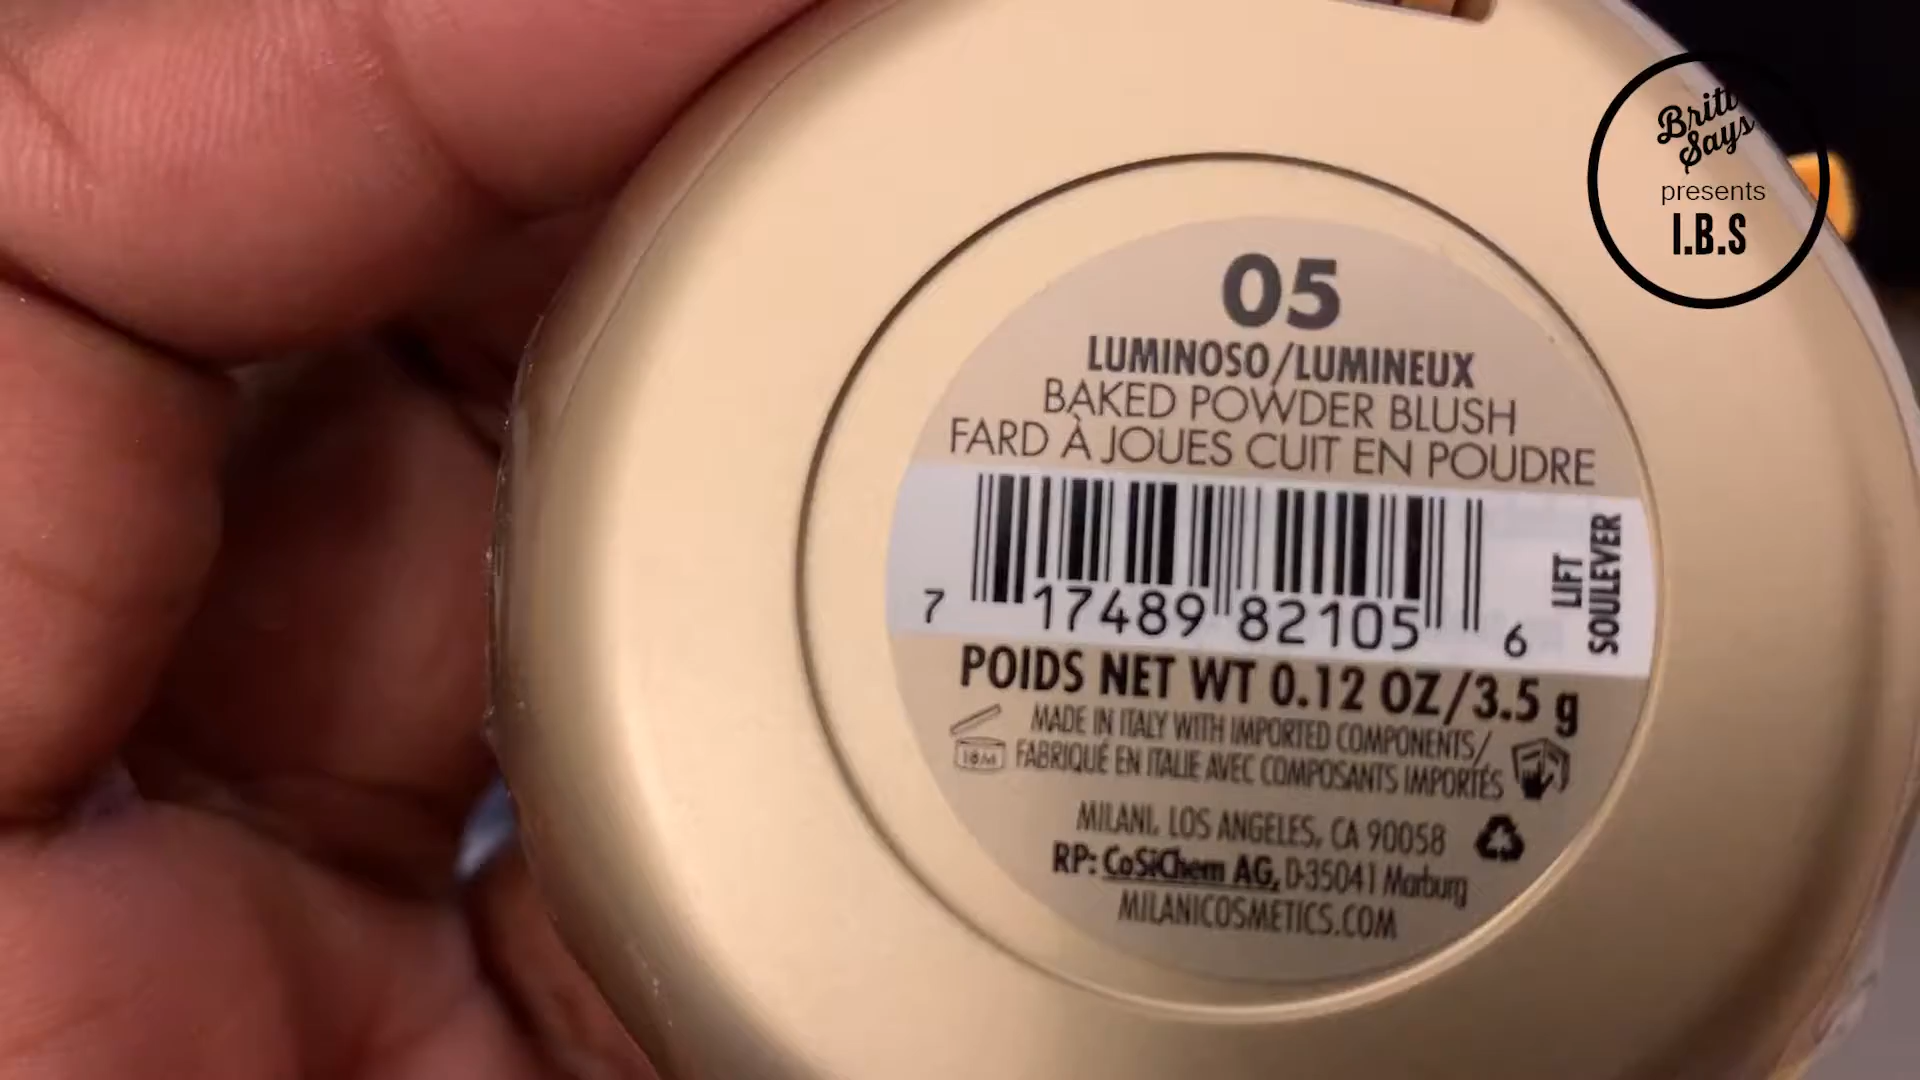 Britt
Says
presents
I.B.S
05
LUMINOSO/LUMINEUX
BAKED POWDER BLUSH
FARD À JOUES CUIT EN POUDRE
7 17489 82105 6
LIFT
SOULEVER
POIDS NET WT 0.12 OZ/3.5 g
MADE IN ITALY WITH IMPORTED COMPONENTS/
18M FABRIQUÉ EN ITALIE AVEC COMPOSANTS IMPORTÉS
MILANI, LOS ANGELES, CA 90058
RP: CoSiChem AG, D-35041 Marburg
MILANICOSMETICS.COM